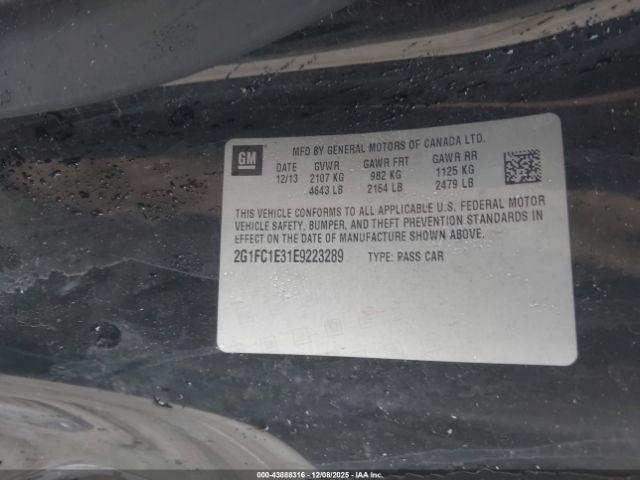 GM
MFD BY GENERAL MOTORS OF CANADA LTD.
DATE GVWR GAWR FRT GAWR RR
12/13 2107 KG 982 KG 1125 KG
4643 LB 2164 LB 2479 LB
THIS VEHICLE CONFORMS TO ALL APPLICABLE U.S. FEDERAL MOTOR
VEHICLE SAFETY, BUMPER, AND THEFT PREVENTION STANDARDS IN
EFFECT ON THE DATE OF MANUFACTURE SHOWN ABOVE.
2G1FC1E31E9223289 TYPE: PASS CAR
000-43888316 - 12/08/2025 - IAA Inc.